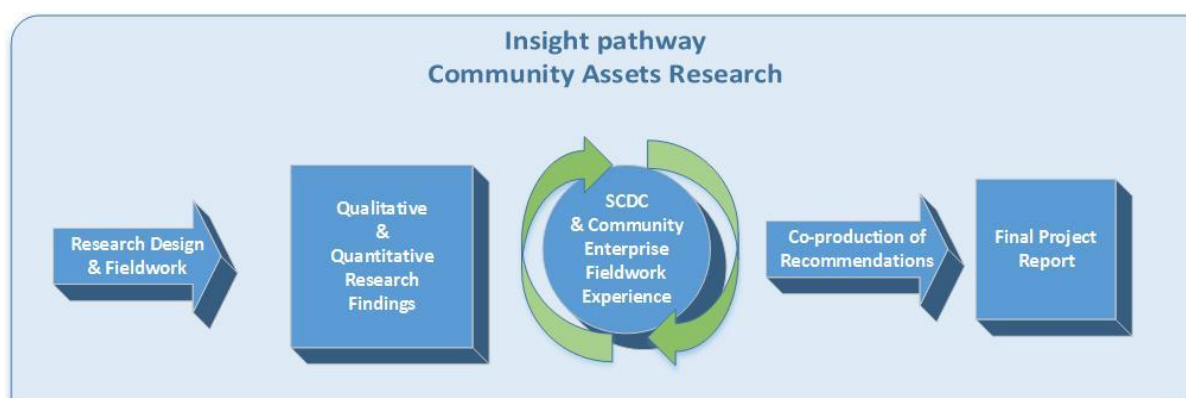 Insight pathway
Community Assets Research
Research Design
& Fieldwork
Qualitative
&
Quantitative
Research
Findings
SCDC
& Community
Enterprise
Fieldwork
Experience
Co-production of
Recommendations
Final Project
Report